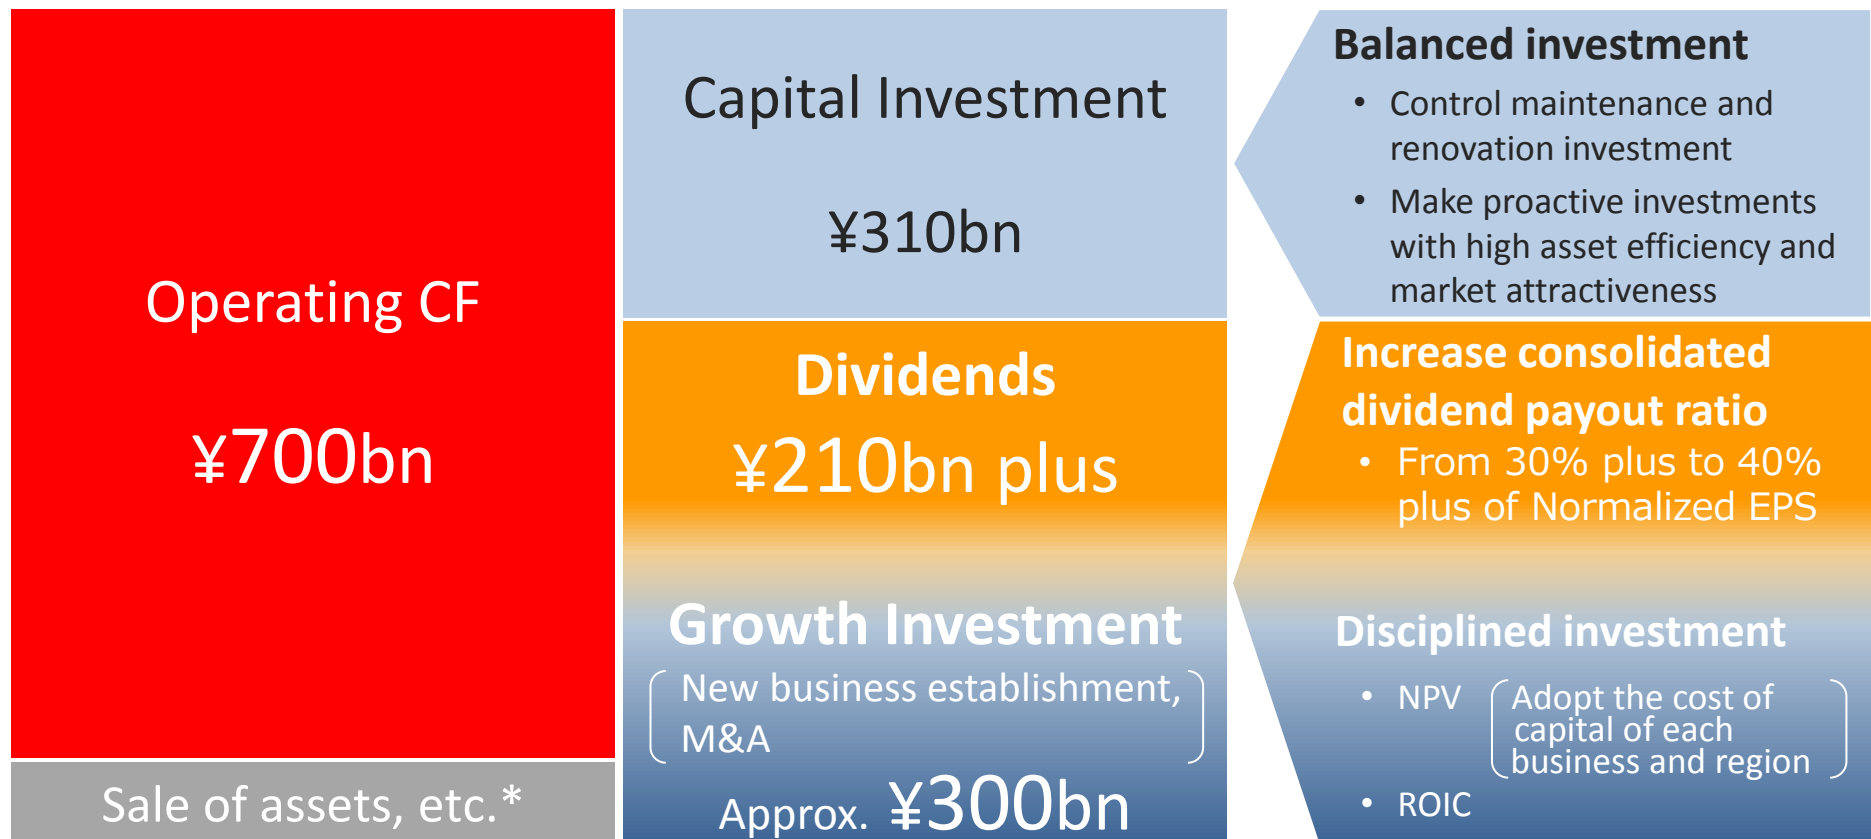 Operating CF
¥700bn
Sale of assets, etc.*
Capital Investment
¥310bn
Dividends
¥210bn plus
Growth Investment
New business establishment,
M&A
Approx. ¥300bn
Balanced investment
• Control maintenance and
renovation investment
• Make proactive investments
with high asset efficiency and
market attractiveness
Increase consolidated
dividend payout ratio
• From 30% plus to 40%
plus of Normalized EPS
Disciplined investment
• NPV
Adopt the cost of
capital of each
business and region
• ROIC